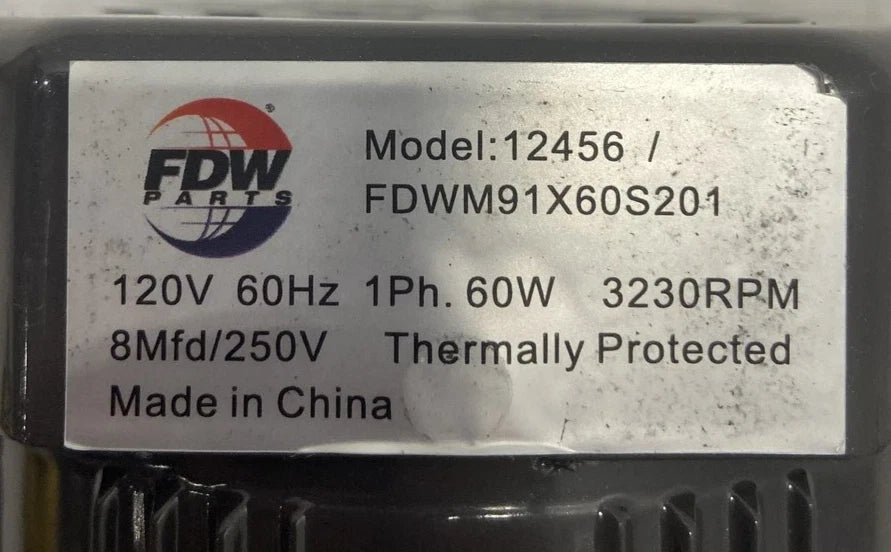 FDW
PARTS
®
Model:12456 /
FDWM91X60S201
120V 60Hz 1Ph. 60W 3230RPM
8Mfd/250V Thermally Protected
Made in China